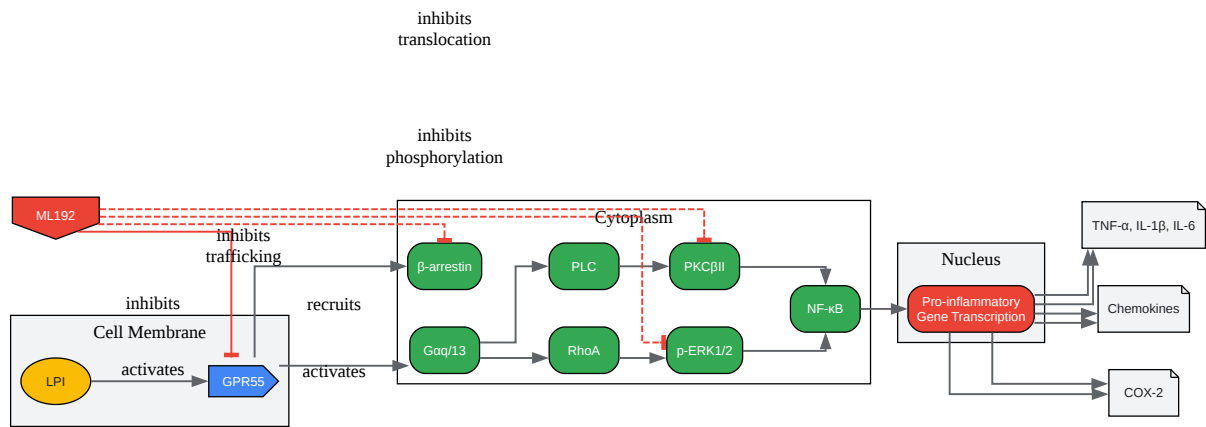 inhibits
translocation
inhibits
phosphorylation
ML192
Cytoplasm
TNF-α, IL-1β, IL-6
inhibits
trafficking
β-arrestin
PLC
PKCβII
Nucleus
inhibits
recruits
NF-κB
Pro-inflammatory
Gene Transcription
Chemokines
Cell Membrane
Gαq/13
RhoA
p-ERK1/2
LPI
activates
GPR55
activates
COX-2